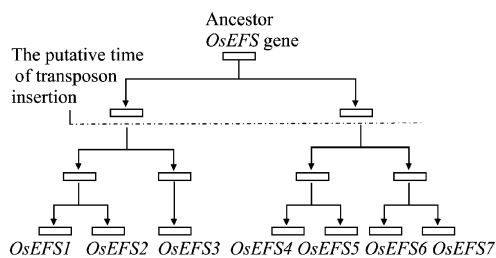 Ancestor
OsEFS gene
The putative time
of transposon
insertion
OsEFS1 OsEFS2 OsEFS3 OsEFS4 OsEFS5 OsEFS6 OsEFS7